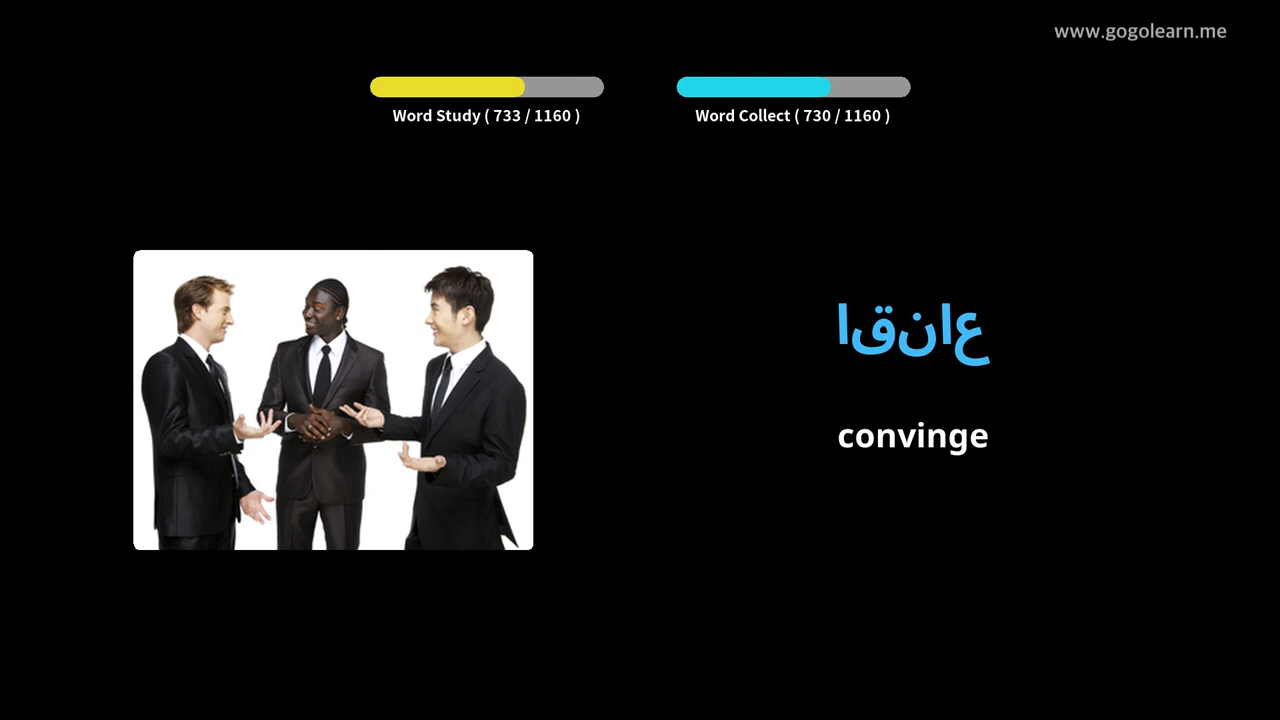 www.gogolearn.me
Word Study ( 733 / 1160 )
Word Collect ( 730 / 1160 )
اقناع
convinge